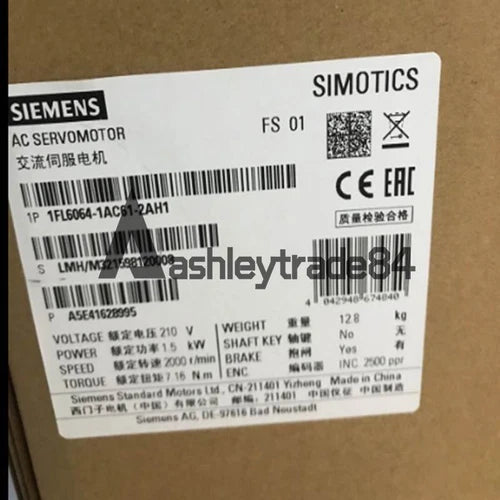 SIEMENS
SIMOTICS
AC SERVOMOTOR
FS 01
交流伺服电机
1P 1FL6064-1AC61-2AH1
CE EAC
质量检验合格
S LMH/M321598120009
ashleytrade84
P A5E41628995
4 042948 674840
VOLTAGE 额定电压 210 V
WEIGHT 重量 12.8 kg
POWER 额定功率 1.5 kW
SHAFT KEY 轴键 No 无
SPEED 额定转速 2000 r/min
BRAKE 抱闸 Yes 有
TORQUE 额定扭矩 7.16 N.m
ENC 编码器 INC 2500 ppr
Siemens Standard Motors Ltd., CN-211401 Yizheng Made in China
西门子电机（中国）有限公司 邮编: 211401 中国仪征 中国制造
Siemens AG, DE-97616 Bad Neustadt